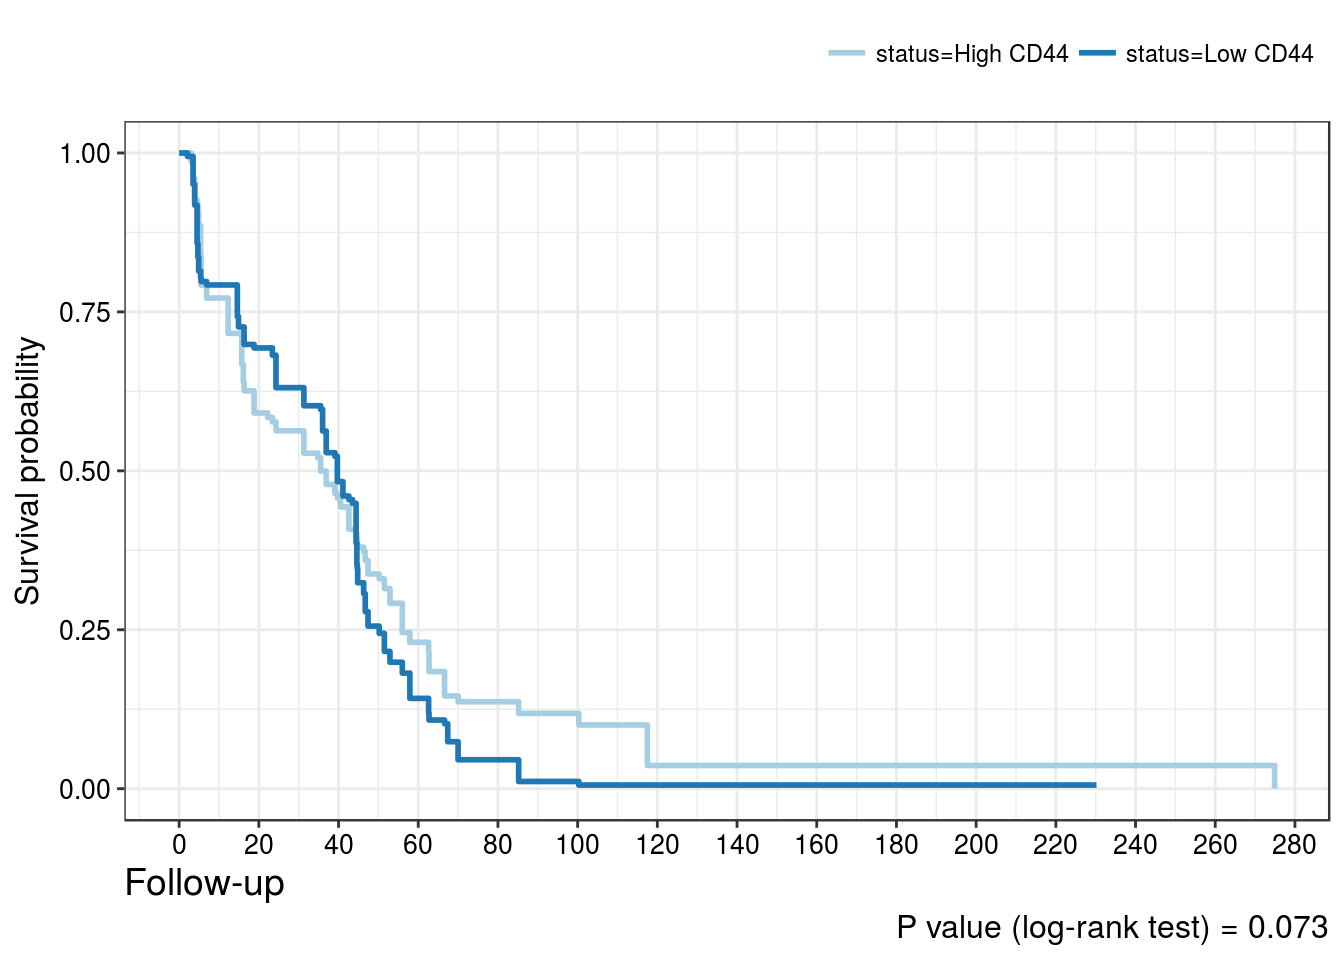 status=High CD44 status=Low CD44
1.00
0.75
0.50
0.25
0.00
Survival probability
0 20 40 60 80 100 120 140 160 180 200 220 240 260 280
Follow-up
P value (log-rank test) = 0.073